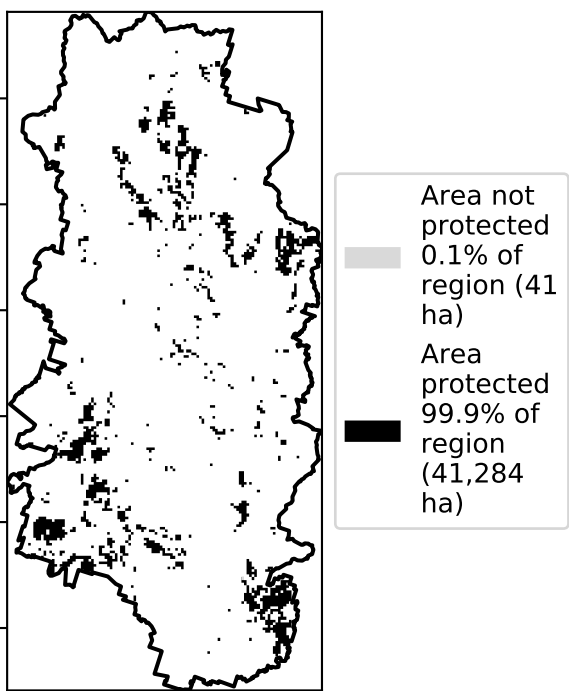 Area not
protected
0.1% of
region (41
ha)
Area
protected
99.9% of
region
(41,284
ha)